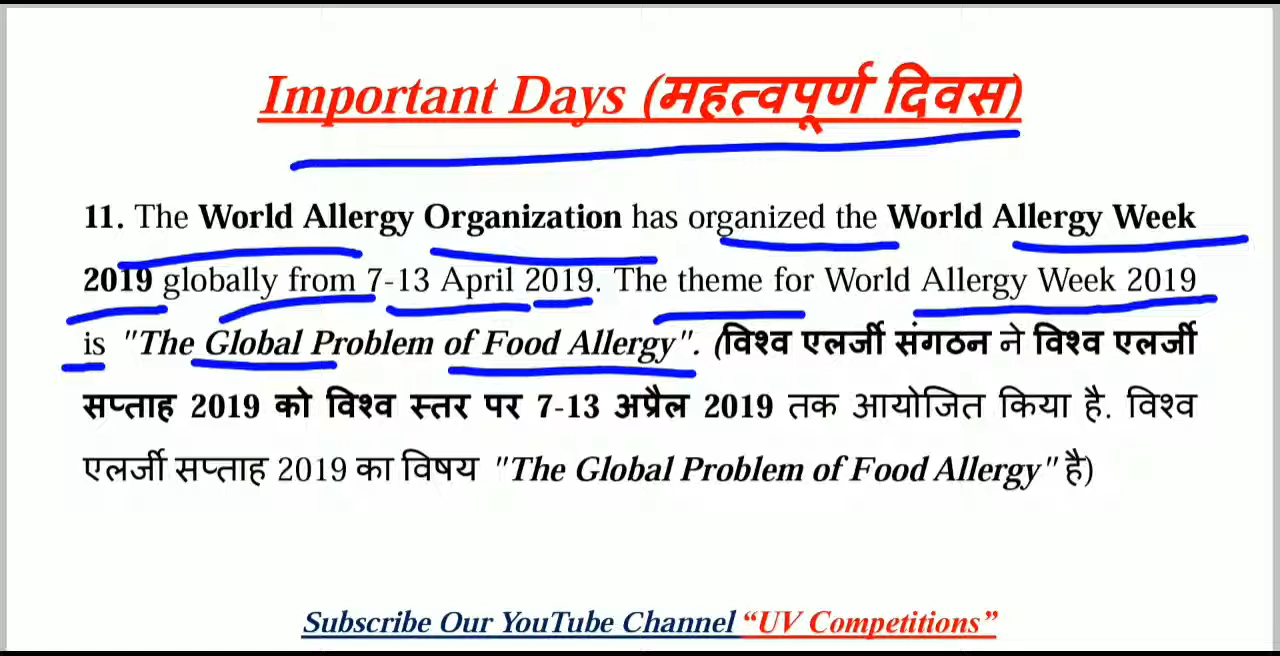 Important Days (महत्वपूर्ण दिवस)
11. The World Allergy Organization has organized the World Allergy Week
2019 globally from 7-13 April 2019. The theme for World Allergy Week 2019
is "The Global Problem of Food Allergy". (विश्व एलर्जी संगठन ने विश्व एलर्जी
सप्ताह 2019 को विश्व स्तर पर 7-13 अप्रैल 2019 तक आयोजित किया है. विश्व
एलर्जी सप्ताह 2019 का विषय "The Global Problem of Food Allergy" है)
Subscribe Our YouTube Channel “UV Competitions”